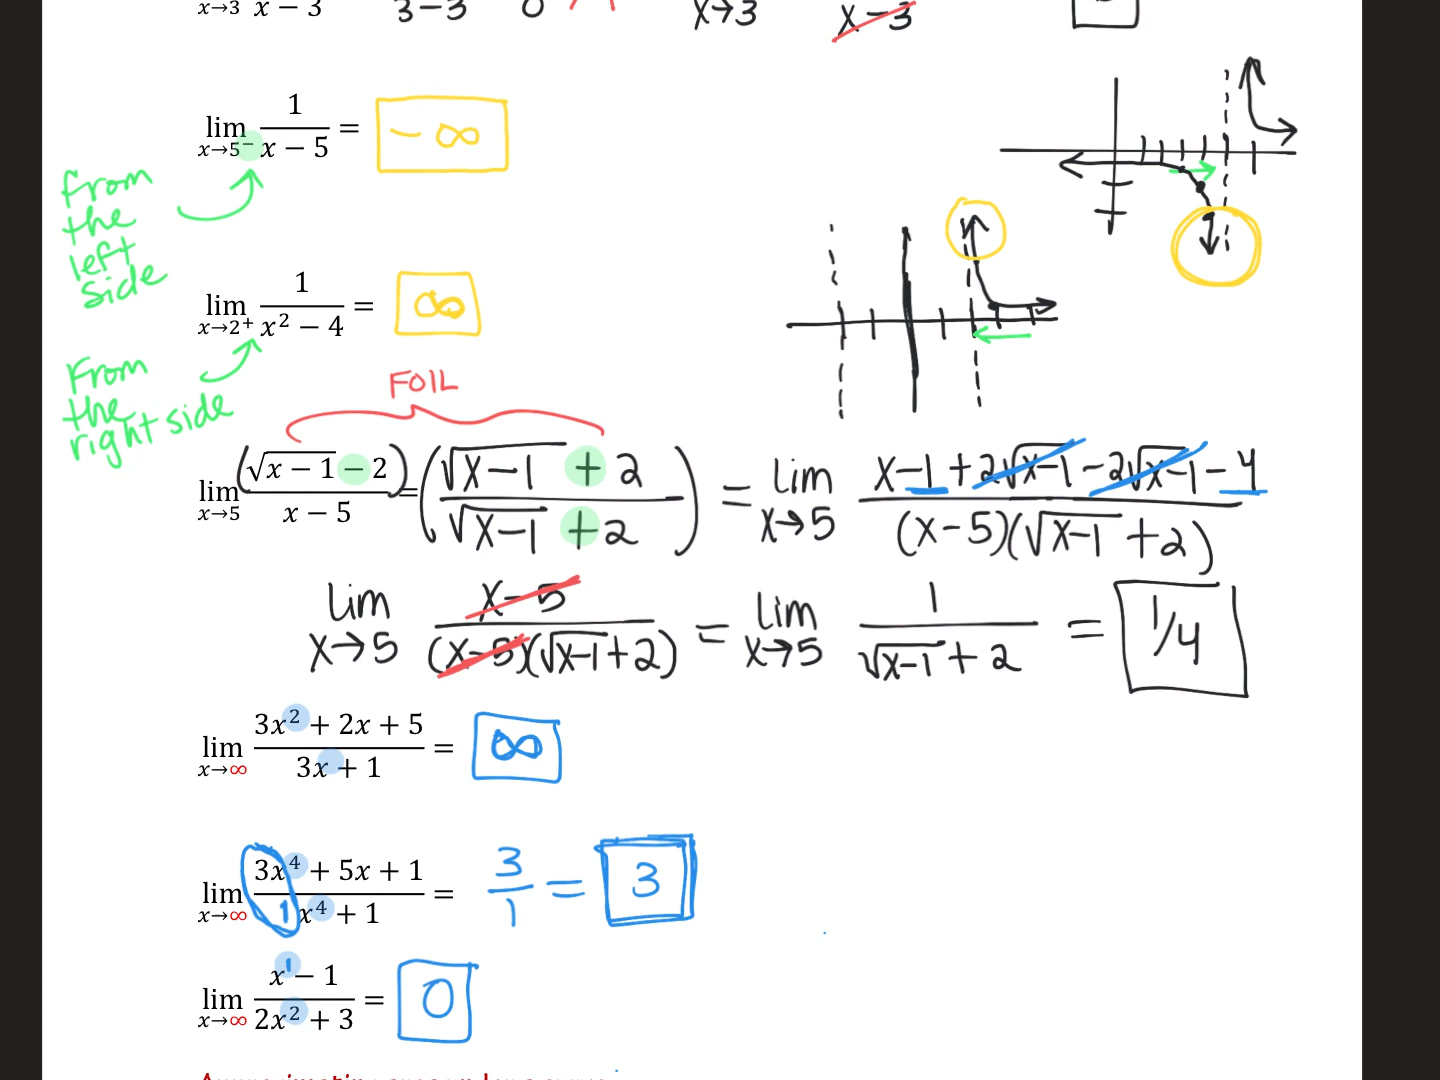 x→3 x − 3 3−3 0 x→3 x−3
lim x→5⁻ 1/(x − 5) = −∞
from
the
left
side
lim x→2⁺ 1/(x² − 4) = ∞
From
the
right side
FOIL
lim x→5 (√(x − 1) − 2)/(x − 5) = (√(x−1) + 2)/(√(x−1) + 2) = lim x→5 (x−1+2√(x−1)−2√(x−1)−4)/((x−5)(√(x−1)+2))
lim x→5 (x−5)/((x−5)(√(x−1)+2)) = lim x→5 1/(√(x−1)+2) = 1/4
lim x→∞ (3x² + 2x + 5)/(3x + 1) = ∞
lim x→∞ (3x⁴ + 5x + 1)/(1x⁴ + 1) = 3/1 = 3
lim x→∞ (x¹ − 1)/(2x² + 3) = 0